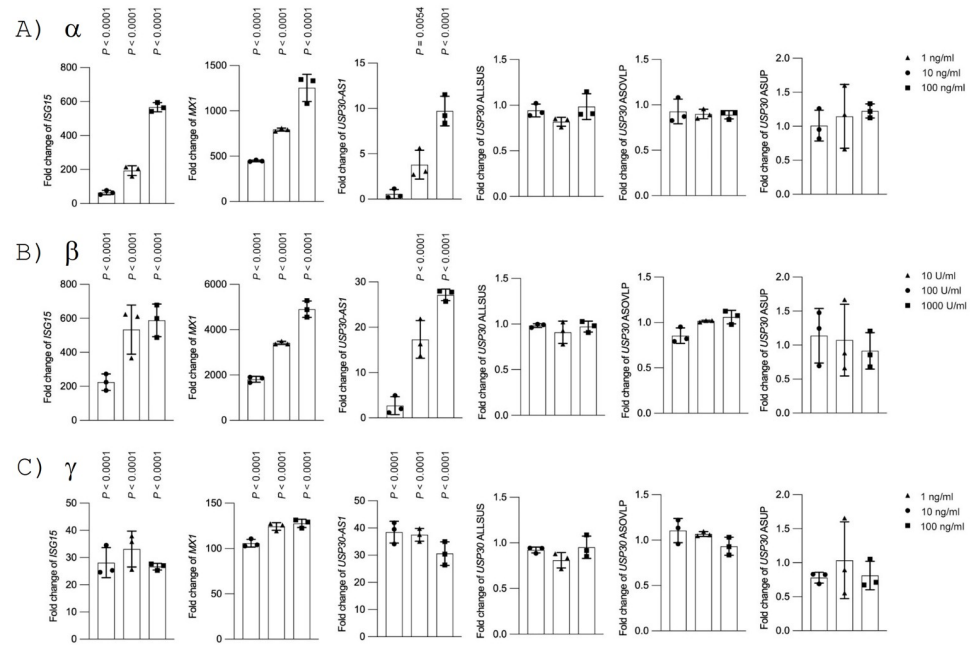 A) α
P < 0.0001
P < 0.0001
P < 0.0001
Fold change of ISG15
800
600
400
200
0
P < 0.0001
P < 0.0001
P < 0.0001
Fold change of MX1
1500
1000
500
0
P = 0.0054
P < 0.0001
Fold change of USP30-AS1
15
10
5
0
Fold change of USP30 ALLSUS
1.5
1.0
0.5
0.0
Fold change of USP30 ASOVLP
1.5
1.0
0.5
0.0
Fold change of USP30 ASUP
2.0
1.5
1.0
0.5
0.0
1 ng/ml
10 ng/ml
100 ng/ml
B) β
P < 0.0001
P < 0.0001
P < 0.0001
Fold change of ISG15
800
600
400
200
0
P < 0.0001
P < 0.0001
P < 0.0001
Fold change of MX1
6000
4000
2000
0
P < 0.0001
P < 0.0001
Fold change of USP30-AS1
30
20
10
0
Fold change of USP30 ALLSUS
1.5
1.0
0.5
0.0
Fold change of USP30 ASOVLP
1.5
1.0
0.5
0.0
Fold change of USP30 ASUP
2.0
1.5
1.0
0.5
0.0
10 U/ml
100 U/ml
1000 U/ml
C) γ
P < 0.0001
P < 0.0001
P < 0.0001
Fold change of ISG15
50
40
30
20
10
0
P < 0.0001
P < 0.0001
P < 0.0001
Fold change of MX1
150
100
50
0
P < 0.0001
P < 0.0001
P < 0.0001
Fold change of USP30-AS1
50
40
30
20
10
0
Fold change of USP30 ALLSUS
1.5
1.0
0.5
0.0
Fold change of USP30 ASOVLP
1.5
1.0
0.5
0.0
Fold change of USP30 ASUP
2.0
1.5
1.0
0.5
0.0
1 ng/ml
10 ng/ml
100 ng/ml